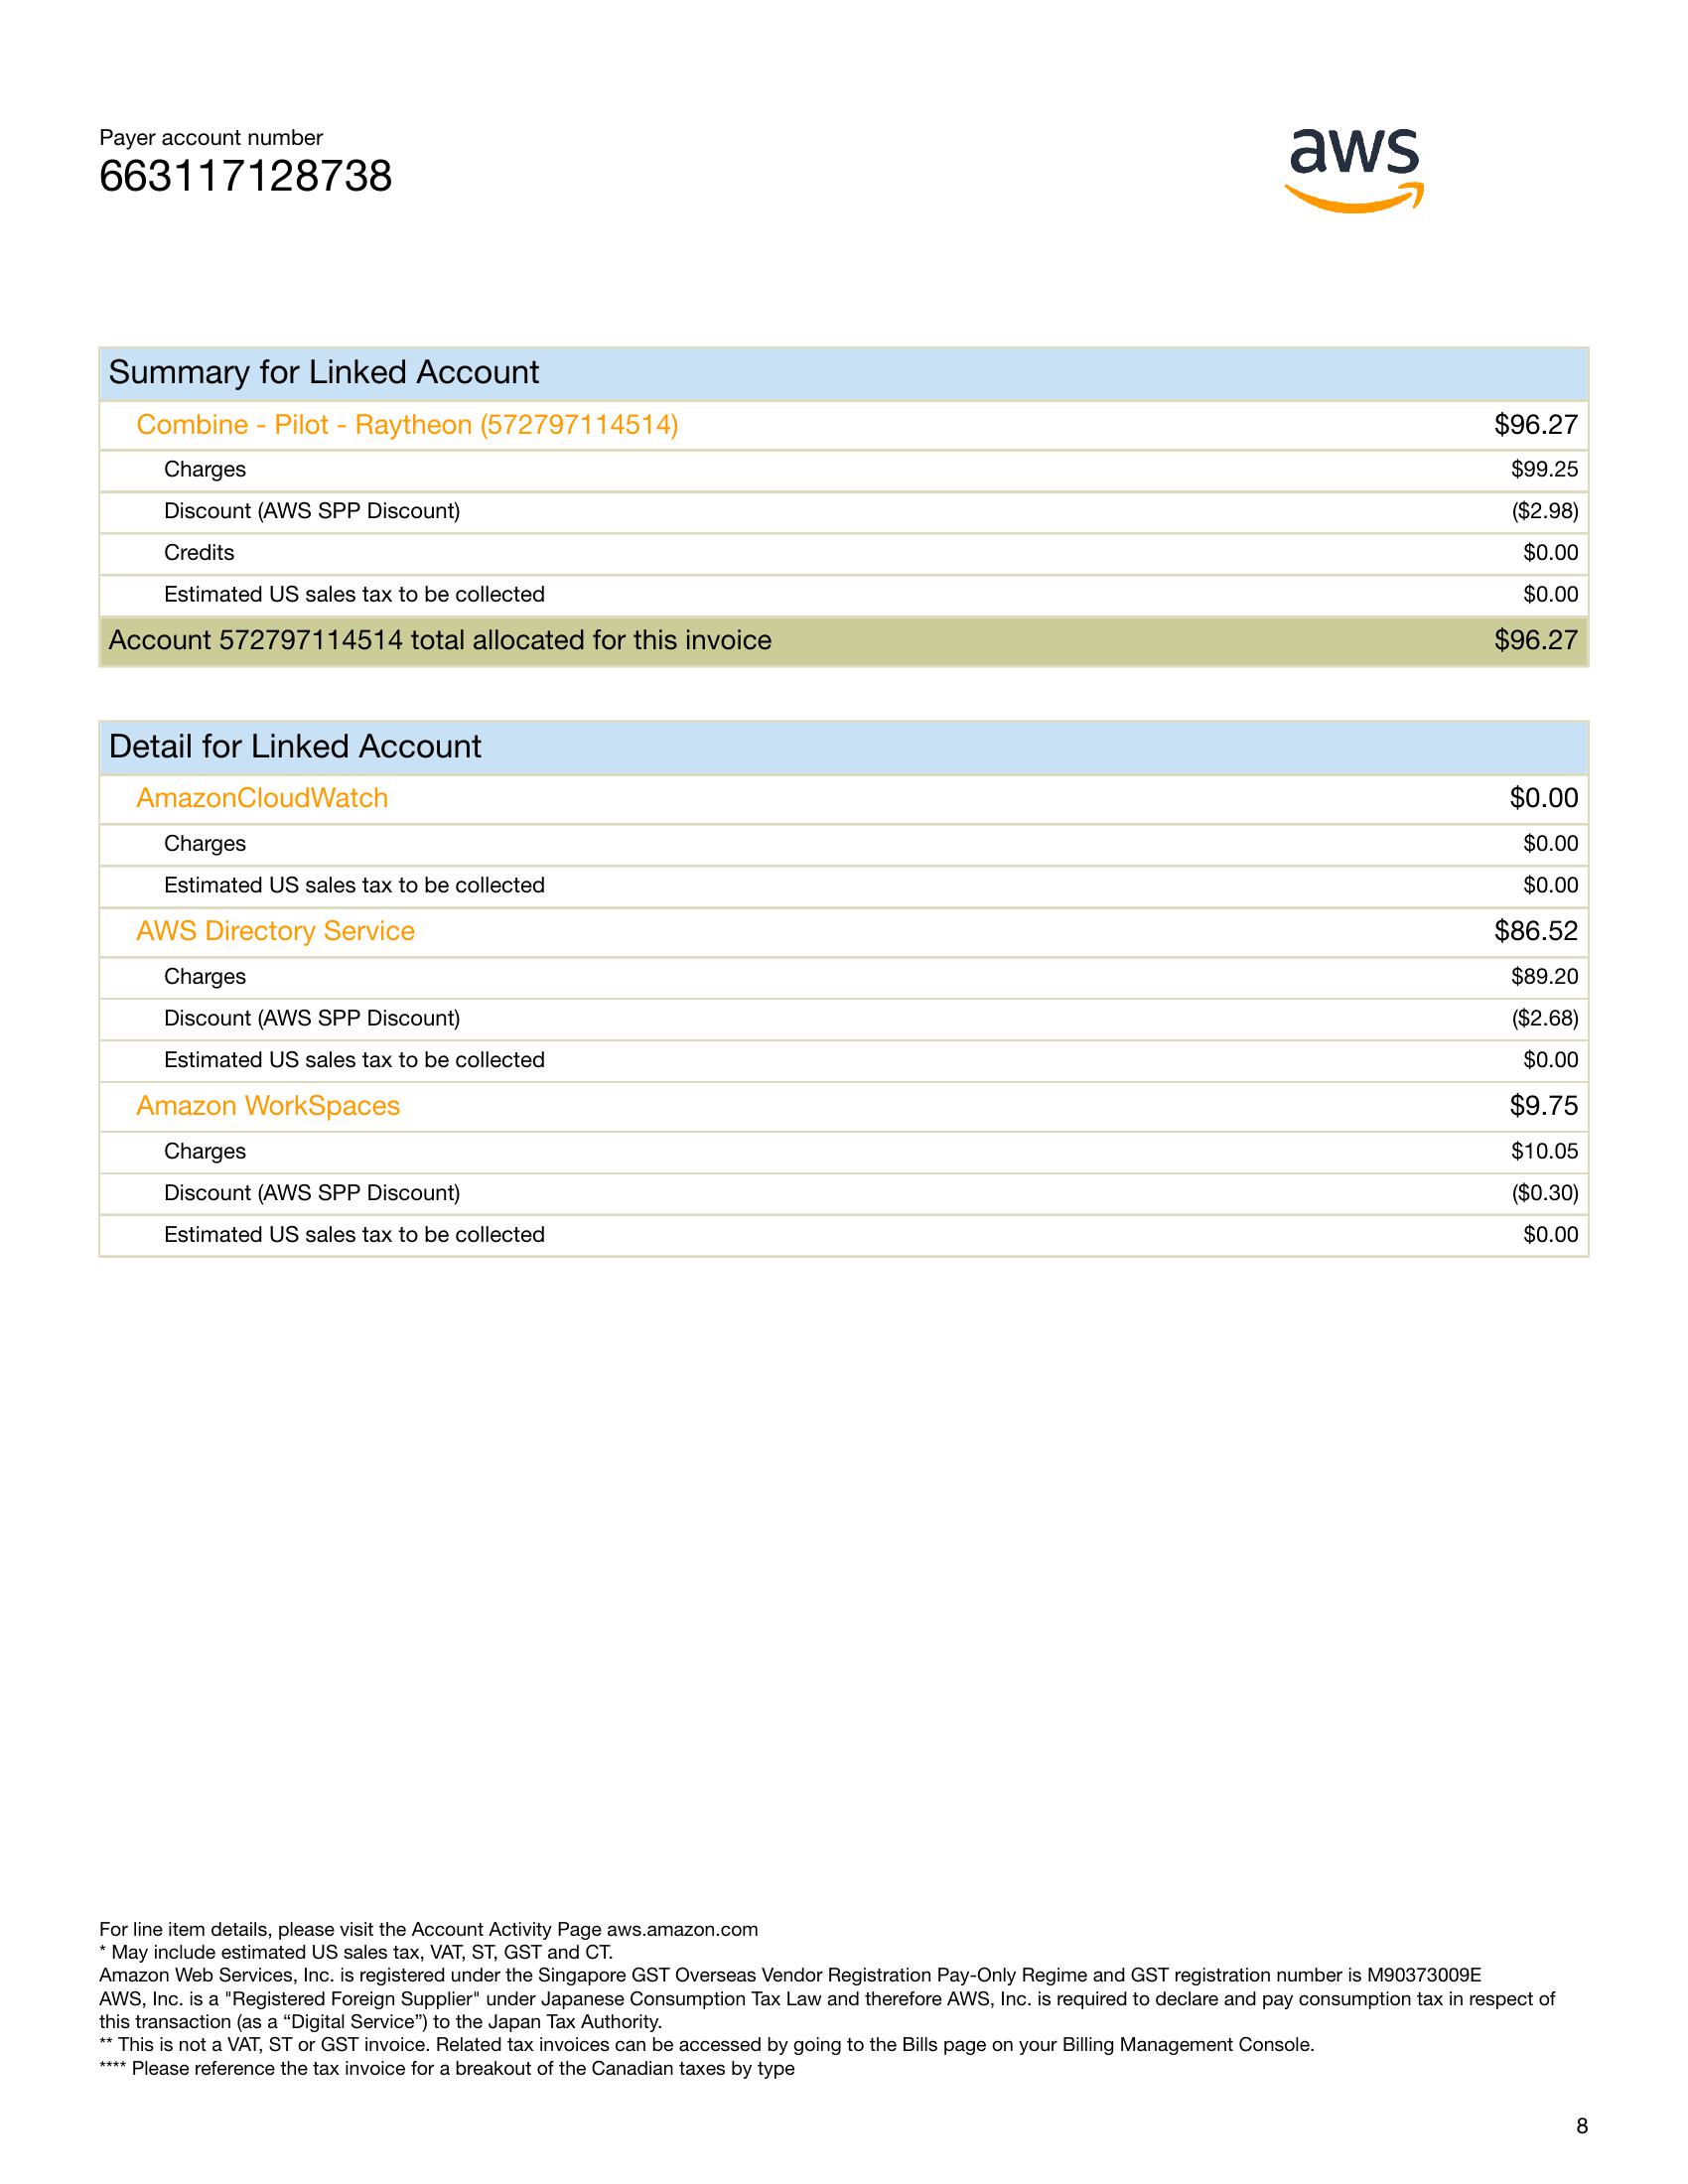 Payer account number
663117128738
aws
Summary for Linked Account
Combine - Pilot - Raytheon (572797114514) $96.27
Charges $99.25
Discount (AWS SPP Discount) ($2.98)
Credits $0.00
Estimated US sales tax to be collected $0.00
Account 572797114514 total allocated for this invoice $96.27
Detail for Linked Account
AmazonCloudWatch $0.00
Charges $0.00
Estimated US sales tax to be collected $0.00
AWS Directory Service $86.52
Charges $89.20
Discount (AWS SPP Discount) ($2.68)
Estimated US sales tax to be collected $0.00
Amazon WorkSpaces $9.75
Charges $10.05
Discount (AWS SPP Discount) ($0.30)
Estimated US sales tax to be collected $0.00
For line item details, please visit the Account Activity Page aws.amazon.com
* May include estimated US sales tax, VAT, ST, GST and CT.
Amazon Web Services, Inc. is registered under the Singapore GST Overseas Vendor Registration Pay-Only Regime and GST registration number is M90373009E
AWS, Inc. is a "Registered Foreign Supplier" under Japanese Consumption Tax Law and therefore AWS, Inc. is required to declare and pay consumption tax in respect of
this transaction (as a “Digital Service”) to the Japan Tax Authority.
** This is not a VAT, ST or GST invoice. Related tax invoices can be accessed by going to the Bills page on your Billing Management Console.
**** Please reference the tax invoice for a breakout of the Canadian taxes by type
8